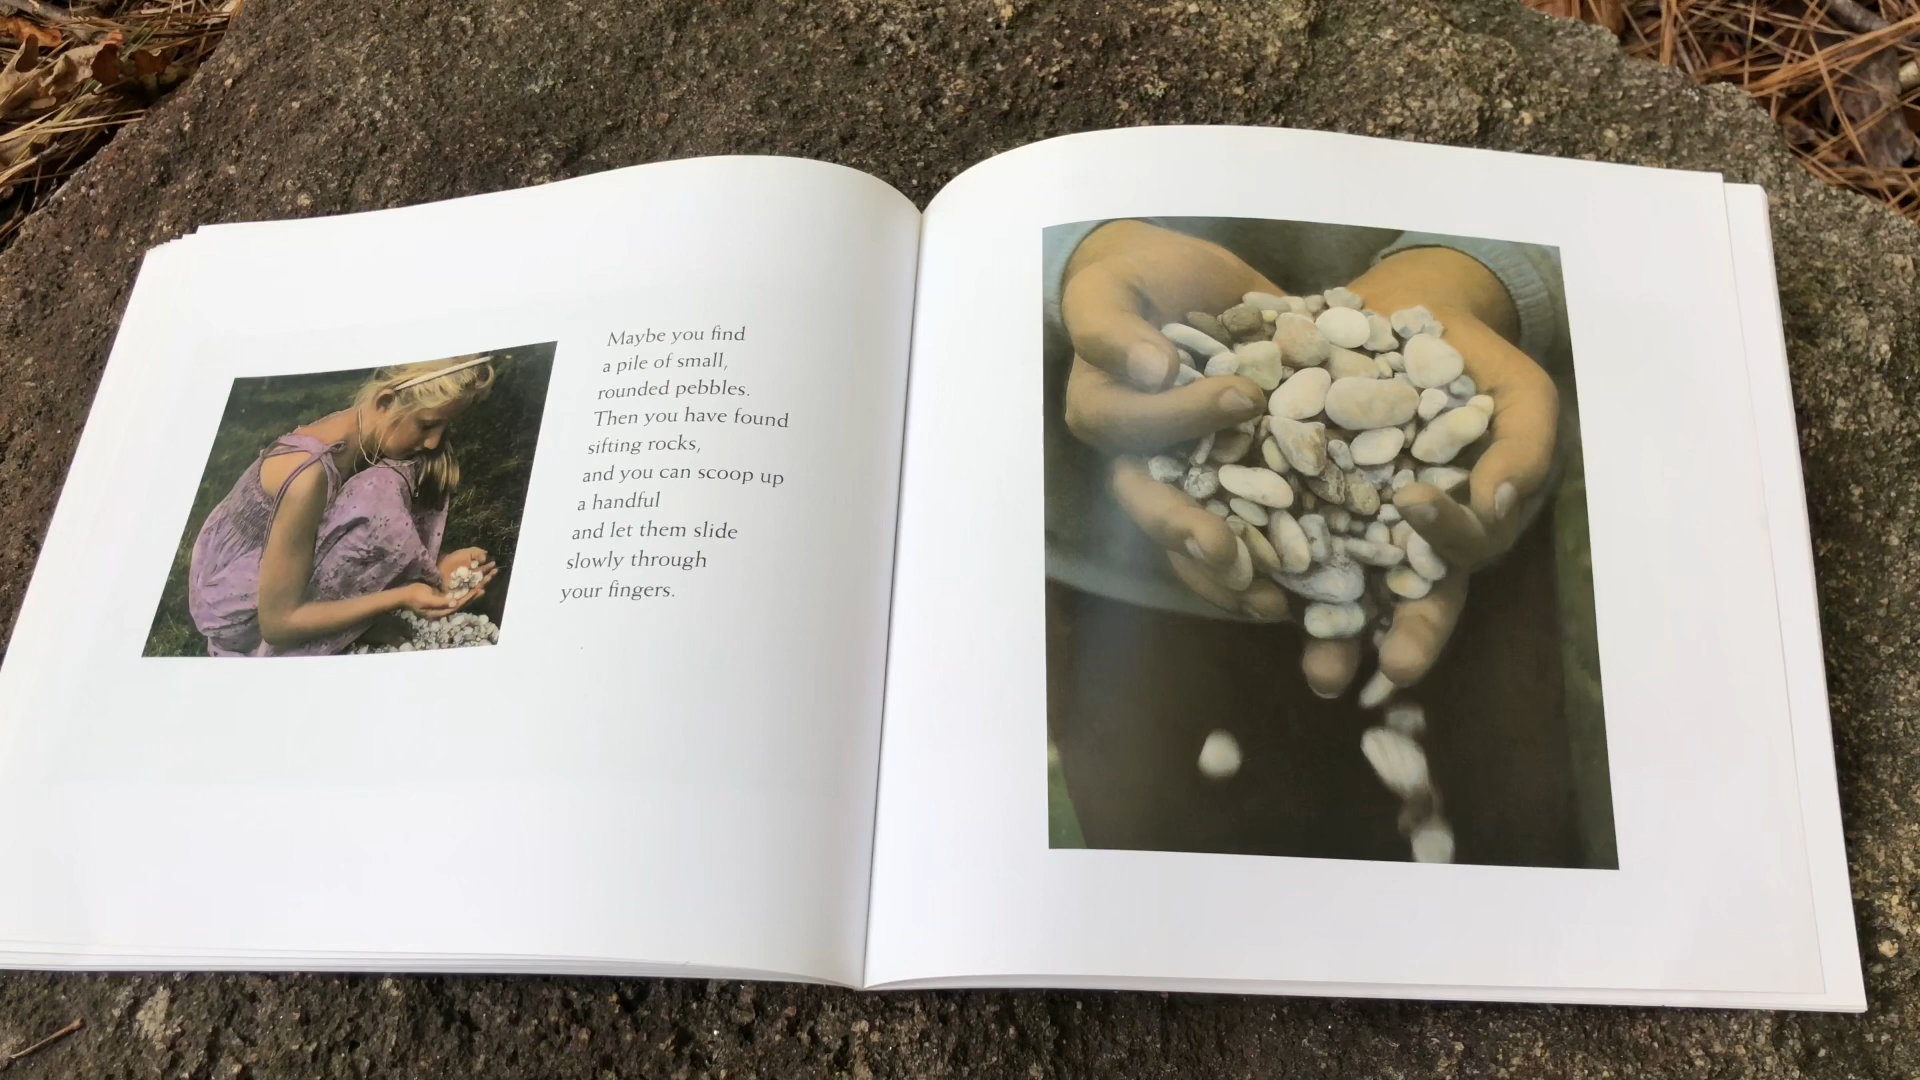 Maybe you find
a pile of small,
rounded pebbles.
Then you have found
sifting rocks,
and you can scoop up
a handful
and let them slide
slowly through
your fingers.